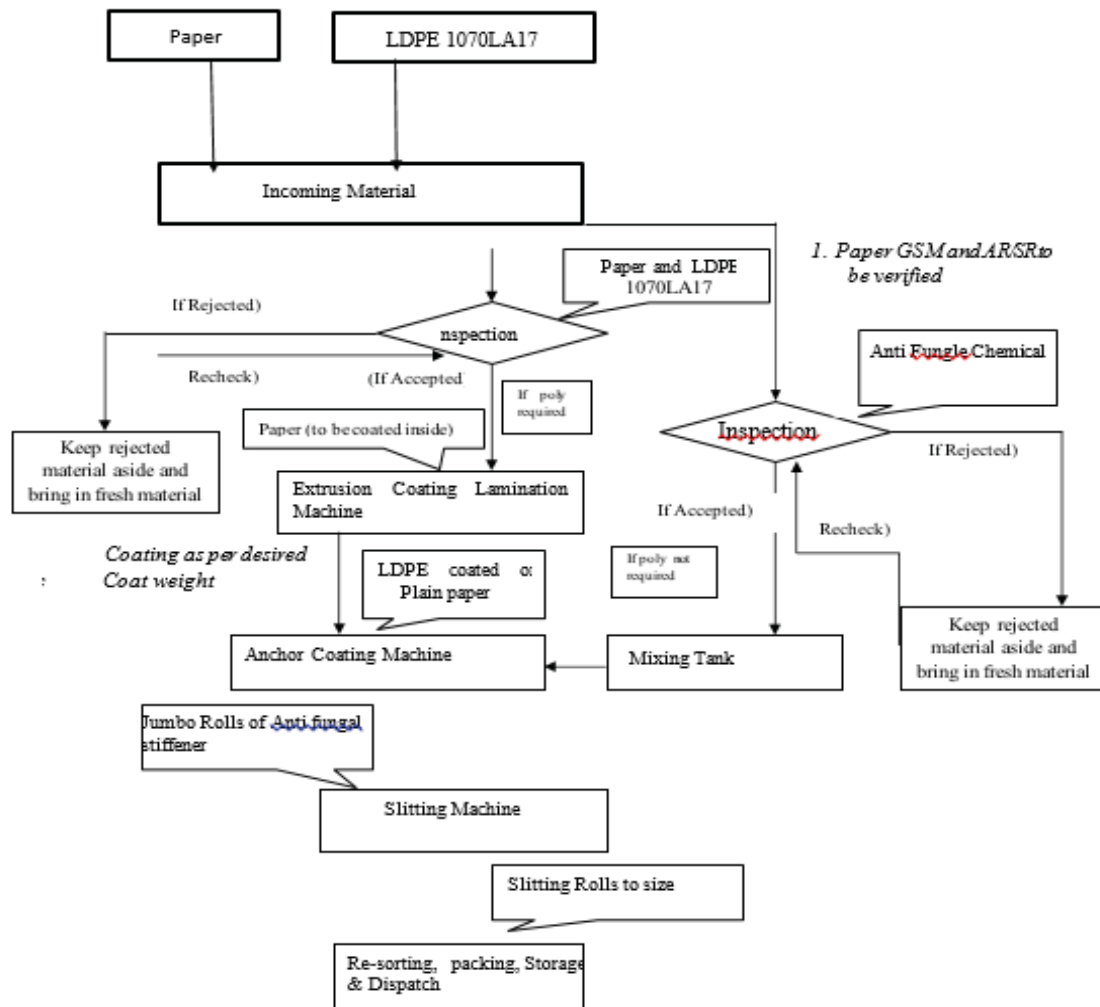 Paper
LDPE 1070LA17
Incoming Material
Paper and LDPE
1070LA17
1. Paper GSM and AR/SR to
be verified
If Rejected)
nspection
Anti Fungle Chemical
Recheck)
(If Accepted
If poly
required
Paper (to be coated inside)
Inspection
If Rejected)
Keep rejected
material aside and
bring in fresh material
Extrusion Coating Lamination
Machine
If Accepted)
Recheck)
Coating as per desired
: Coat weight
LDPE coated or
Plain paper
If poly not
required
Keep rejected
material aside and
bring in fresh material
Anchor Coating Machine
Mixing Tank
Jumbo Rolls of Anti fungal
stiffener
Slitting Machine
Slitting Rolls to size
Re-sorting, packing, Storage
& Dispatch